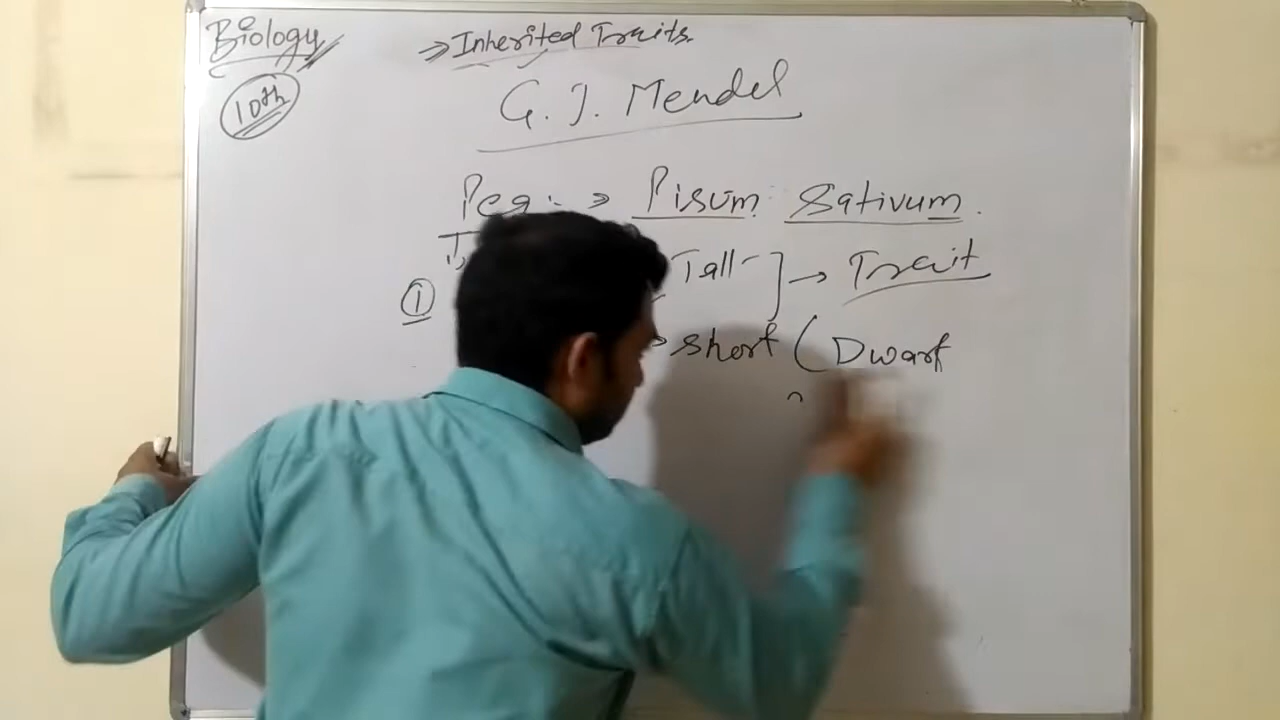 Biology
⇒ Inherited Traits.
10th
G. J. Mendel
Pea :- → Pisum Sativum.
① Tall ] → Trait
→ short ( Dwarf